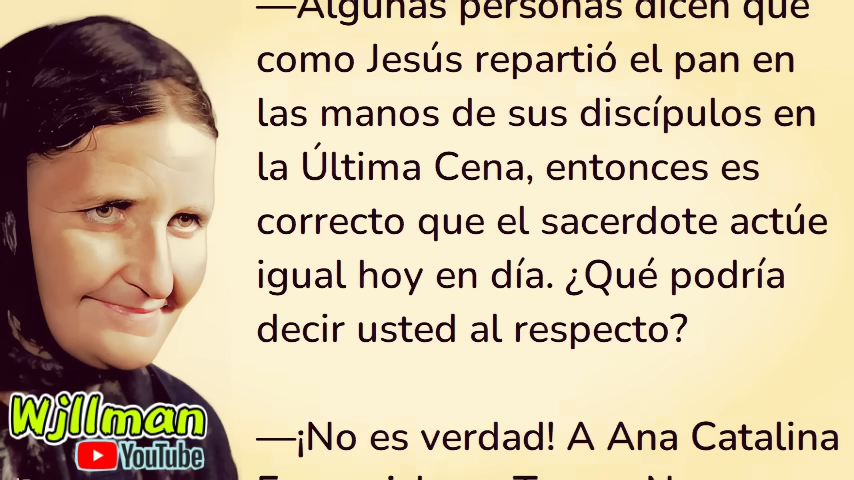 —Algunas personas dicen que
como Jesús repartió el pan en
las manos de sus discípulos en
la Última Cena, entonces es
correcto que el sacerdote actúe
igual hoy en día. ¿Qué podría
decir usted al respecto?
—¡No es verdad! A Ana Catalina
Wjllman
YouTube